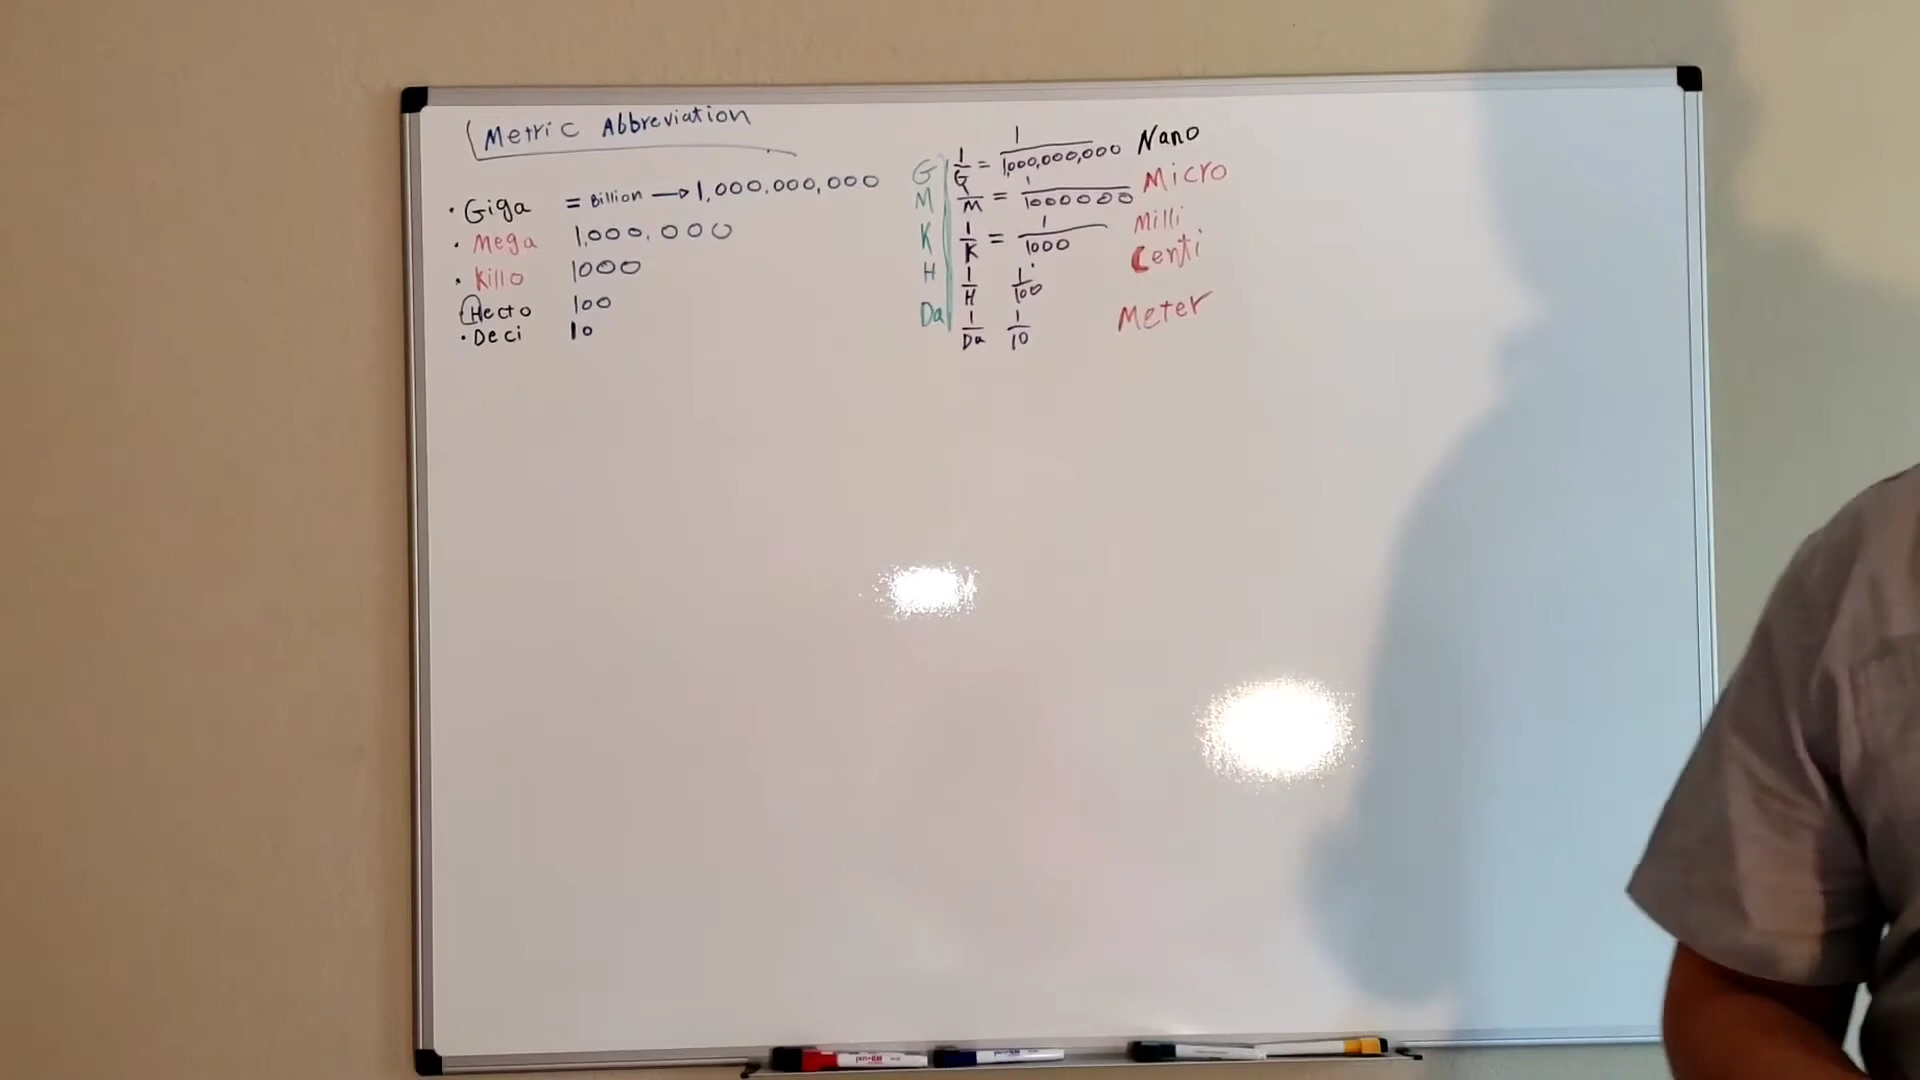 Metric Abbreviation
· Giga = Billion → 1,000,000,000
· Mega 1,000,000
· Killo 1000
Hecto 100
· Deci 10
G 1/G = 1/1,000,000,000 Nano
M 1/M = 1/1000000 Micro
K 1/K = 1/1000 Milli
Centi
H 1/H 1/100
Da 1/Da 1/10 Meter